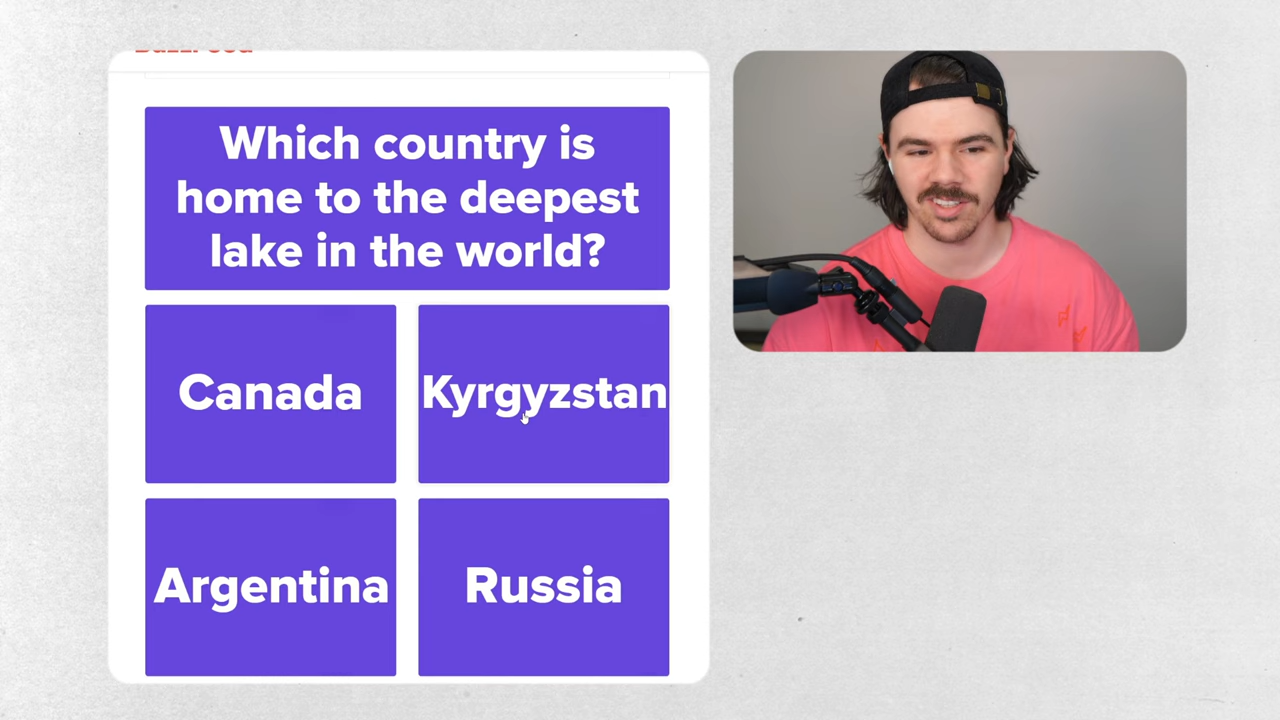 Which country is
home to the deepest
lake in the world?
Canada
Kyrgyzstan
Argentina
Russia